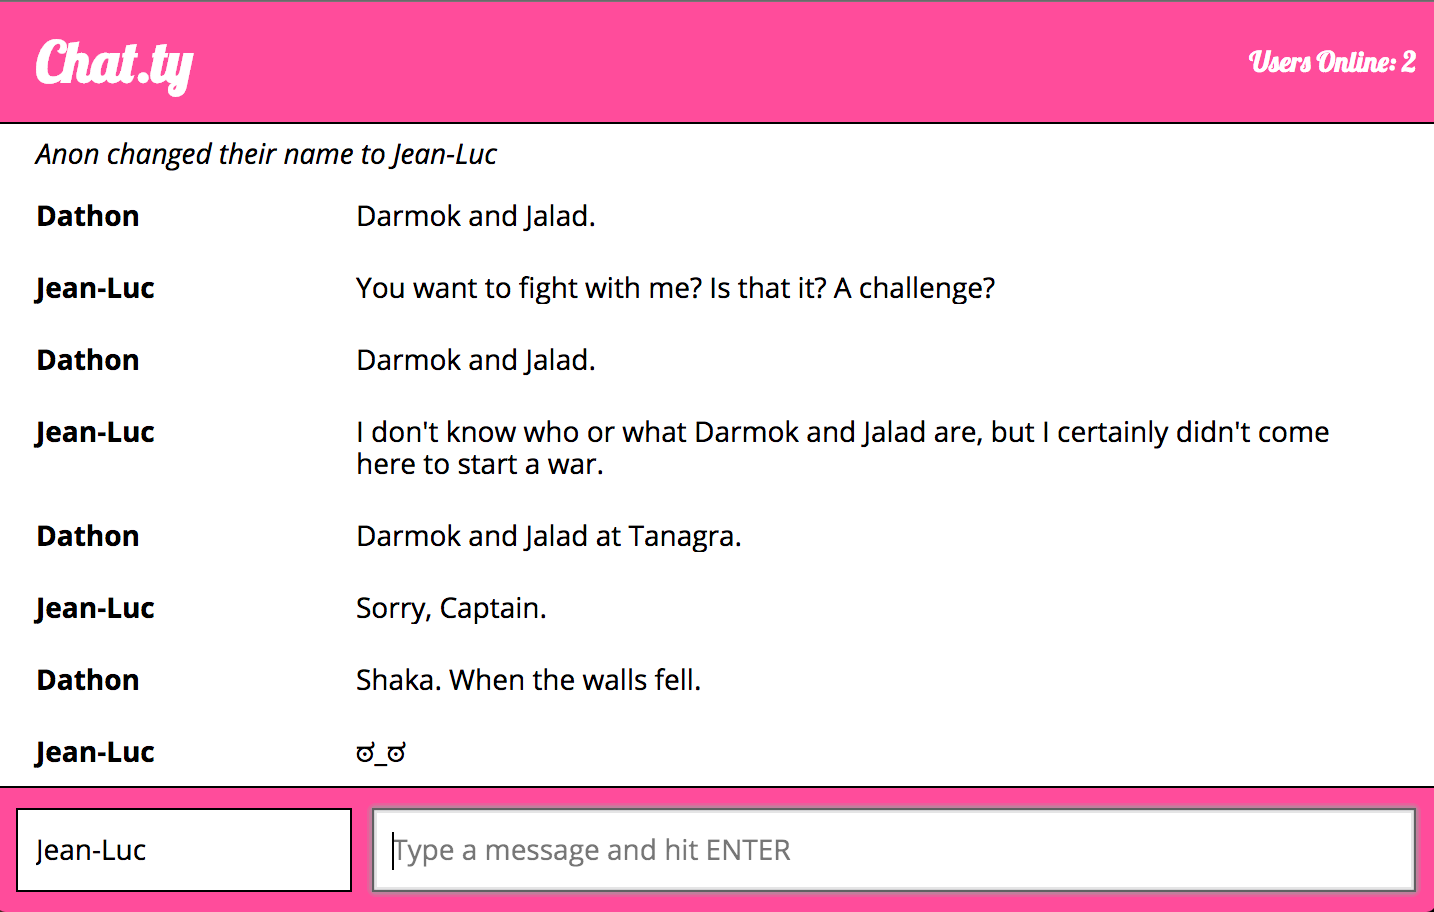 Chat.ty
Users Online: 2
Anon changed their name to Jean-Luc
Dathon
Darmok and Jalad.
Jean-Luc
You want to fight with me? Is that it? A challenge?
Dathon
Darmok and Jalad.
Jean-Luc
I don't know who or what Darmok and Jalad are, but I certainly didn't come
here to start a war.
Dathon
Darmok and Jalad at Tanagra.
Jean-Luc
Sorry, Captain.
Dathon
Shaka. When the walls fell.
Jean-Luc
ಠ_ಠ
Jean-Luc
Type a message and hit ENTER